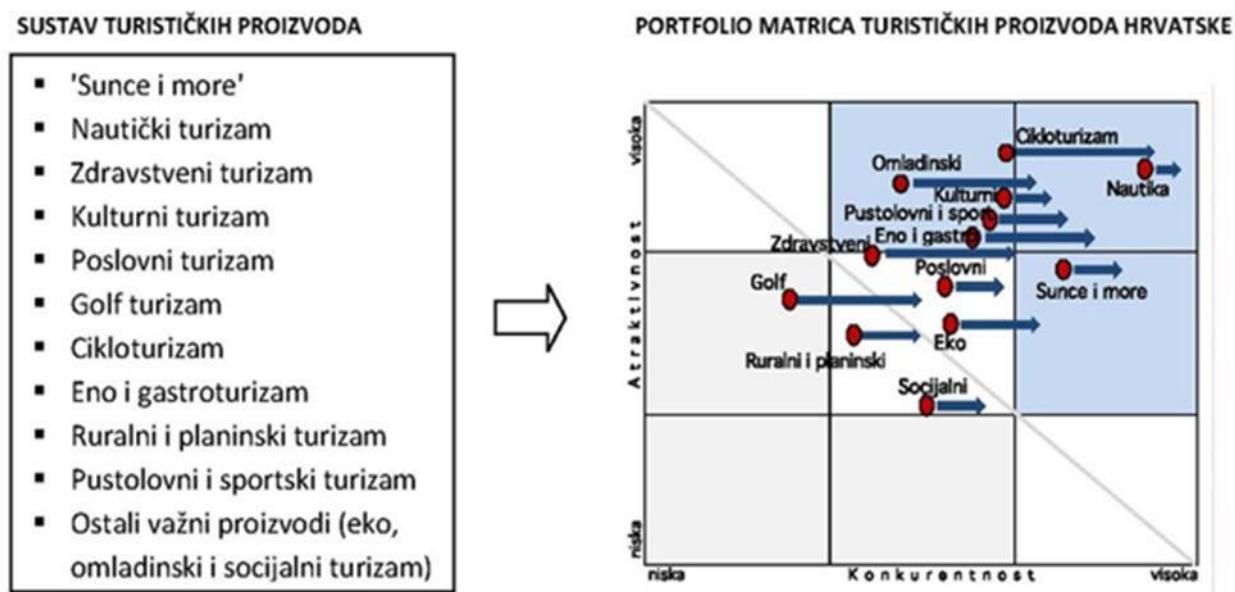 SUSTAV TURISTIČKIH PROIZVODA
'Sunce i more'
Nautički turizam
Zdravstveni turizam
Kulturni turizam
Poslovni turizam
Golf turizam
Cikloturizam
Eno i gastroturizam
Ruralni i planinski turizam
Pustolovni i sportski turizam
Ostali važni proizvodi (eko,
omladinski i socijalni turizam)
PORTFOLIO MATRICA TURISTIČKIH PROIZVODA HRVATSKE
visoka
Atraktivnost
niska
Cikloturizam
Omladinski
Nautika
Kulturni
Pustolovni i sport
Eno i gastro
Zdravstveni
Poslovni
Golf
Sunce i more
Eko
Ruralni i planinski
Socijalni
niska
Konkurentnost
visoka